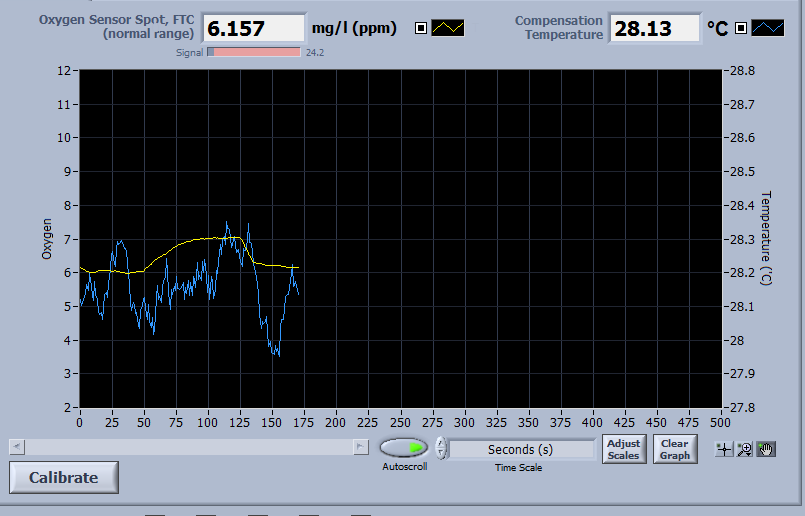 Oxygen Sensor Spot, FTC
(normal range)
6.157
mg/l (ppm)
Compensation
Temperature
28.13
°C
Signal
24.2
12
11
10
9
8
7
6
5
4
3
2
Oxygen
28.8
28.7
28.6
28.5
28.4
28.3
28.2
28.1
28
27.9
27.8
Temperature (°C)
0 25 50 75 100 125 150 175 200 225 250 275 300 325 350 375 400 425 450 475 500
Autoscroll
Seconds (s)
Time Scale
Adjust
Scales
Clear
Graph
Calibrate